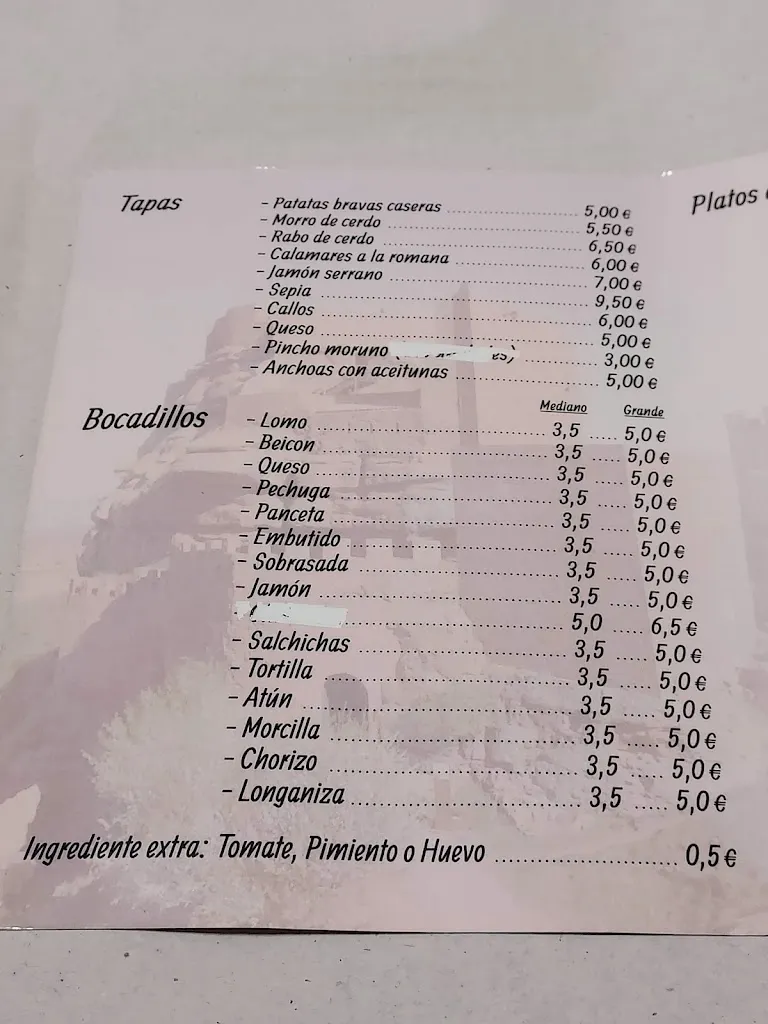 Tapas
- Patatas bravas caseras ........ 5,00 €
- Morro de cerdo ........ 5,50 €
- Rabo de cerdo ........ 6,50 €
- Calamares a la romana ........ 6,00 €
- Jamón serrano ........ 7,00 €
- Sepia ........ 9,50 €
- Callos ........ 6,00 €
- Queso ........ 5,00 €
- Pincho moruno ........ 3,00 €
- Anchoas con aceitunas ........ 5,00 €
Platos
Bocadillos
Mediano Grande
- Lomo ........ 3,5 ..... 5,0 €
- Beicon ........ 3,5 ..... 5,0 €
- Queso ........ 3,5 ..... 5,0 €
- Pechuga ........ 3,5 ..... 5,0 €
- Panceta ........ 3,5 ..... 5,0 €
- Embutido ........ 3,5 ..... 5,0 €
- Sobrasada ........ 3,5 ..... 5,0 €
- Jamón ........ 3,5 ..... 5,0 €
........ 5,0 ..... 6,5 €
- Salchichas ........ 3,5 ..... 5,0 €
- Tortilla ........ 3,5 ..... 5,0 €
- Atún ........ 3,5 ..... 5,0 €
- Morcilla ........ 3,5 ..... 5,0 €
- Chorizo ........ 3,5 ..... 5,0 €
- Longaniza ........ 3,5 ..... 5,0 €
Ingrediente extra: Tomate, Pimiento o Huevo ........ 0,5 €